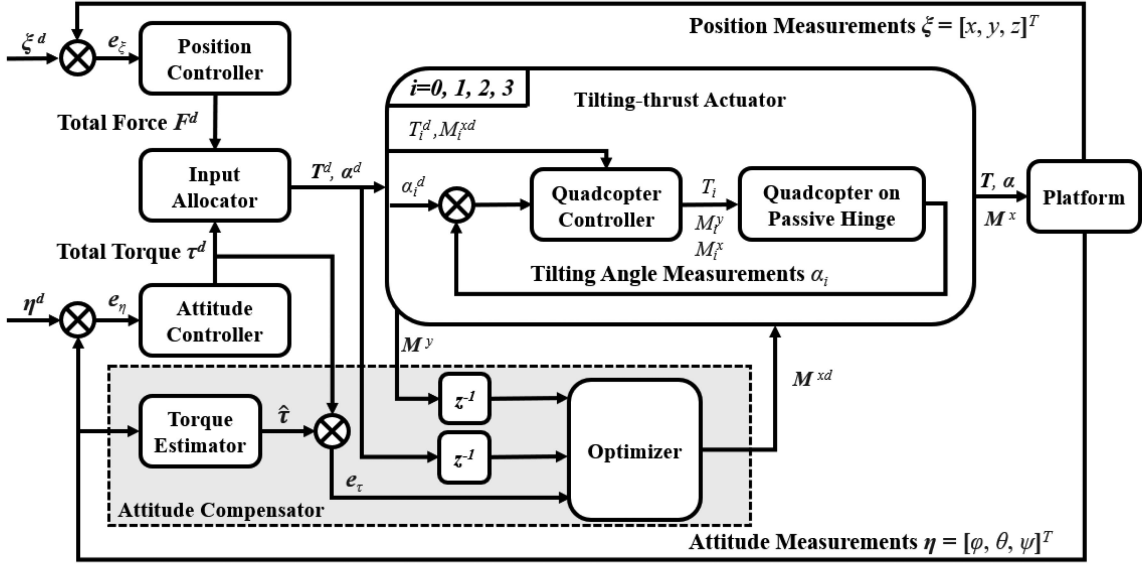 Position Measurements ξ = [x, y, z]^T
ξ^d
e_ξ
Position
Controller
i=0, 1, 2, 3
Tilting-thrust Actuator
Total Force F^d
T_i^d, M_i^xd
Input
Allocator
T^d, α^d
α_i^d
Quadcopter
Controller
T_i
M_i^y
M_i^x
Quadcopter on
Passive Hinge
T, α
M^x
Platform
Total Torque τ^d
Tilting Angle Measurements α_i
η^d
e_η
Attitude
Controller
M^y
M^xd
z^-1
Torque
Estimator
τ̂
z^-1
Optimizer
e_τ
Attitude Compensator
Attitude Measurements η = [φ, θ, ψ]^T